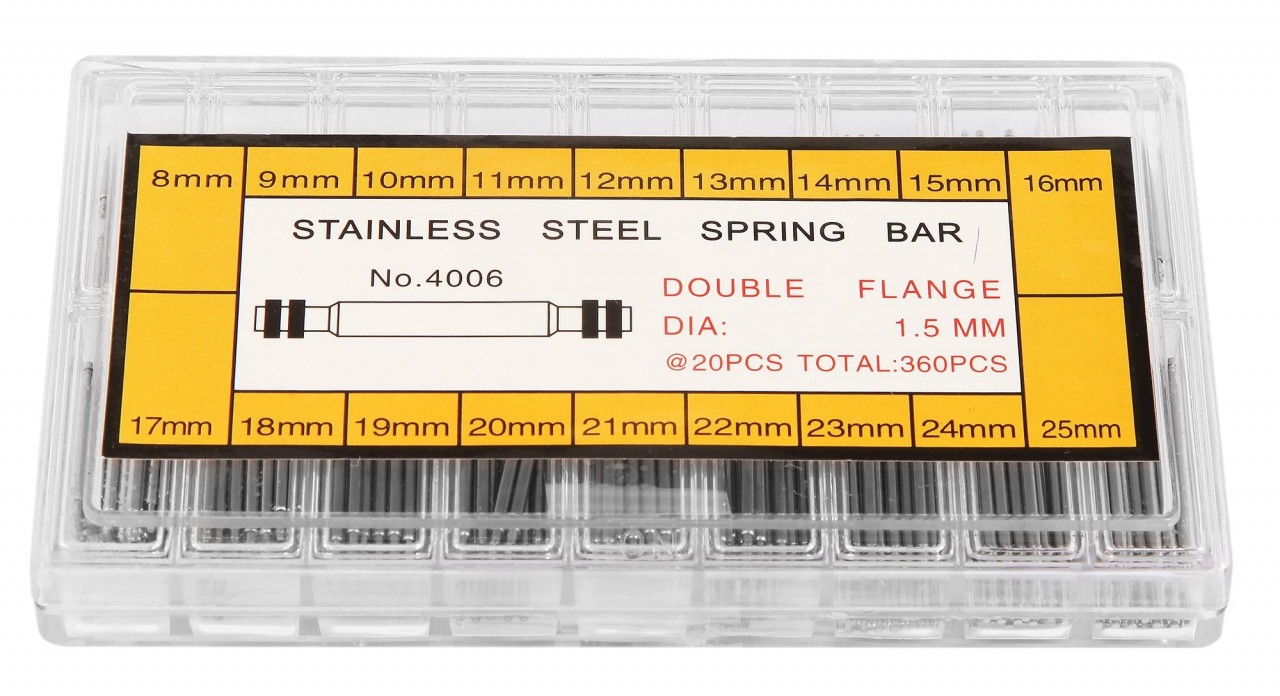 8mm 9mm 10mm 11mm 12mm 13mm 14mm 15mm 16mm
STAINLESS STEEL SPRING BAR
No.4006
DOUBLE FLANGE
DIA: 1.5 MM
@20PCS TOTAL:360PCS
17mm 18mm 19mm 20mm 21mm 22mm 23mm 24mm 25mm
ON